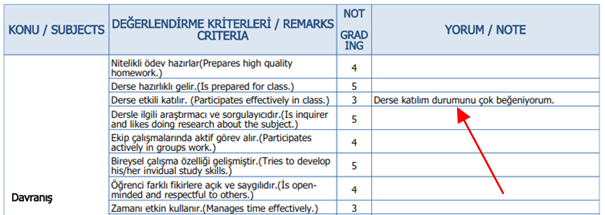 KONU / SUBJECTS
DEĞERLENDİRME KRİTERLERİ / REMARKS
CRITERIA
NOT
GRAD
ING
YORUM / NOTE
Nitelikli ödev hazırlar(Prepares high quality
homework.)
4
Derse hazırlıklı gelir.(Is prepared for class.)
5
Derse etkili katılır. (Participates effectively in class.)
3
Derse katılım durumunu çok beğeniyorum.
Dersle ilgili araştırmacı ve sorgulayıcıdır.(Is inquirer
and likes doing research about the subject.)
5
Ekip çalışmalarında aktif görev alır.(Participates
actively in groups work.)
4
Bireysel çalışma özelliği gelişmiştir.(Tries to develop
his/her invidual study skills.)
5
Öğrenci farklı fikirlere açık ve saygılıdır.(İs open-
minded and respectful to others.)
4
Davranış
Zamanı etkin kullanır.(Manages time effectively.)
3